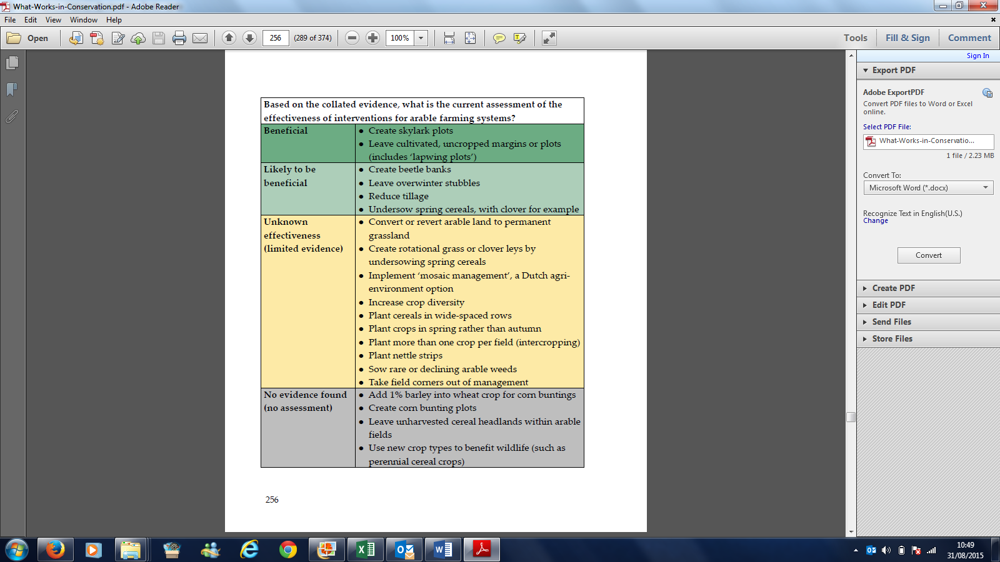 What-Works-in-Conservation.pdf - Adobe Reader
File Edit View Window Help
Open
256 (289 of 374)
100%
Tools Fill & Sign Comment
Sign In
Based on the collated evidence, what is the current assessment of the
effectiveness of interventions for arable farming systems?
Beneficial
● Create skylark plots
● Leave cultivated, uncropped margins or plots
(includes ‘lapwing plots’)
Likely to be
beneficial
● Create beetle banks
● Leave overwinter stubbles
● Reduce tillage
● Undersow spring cereals, with clover for example
Unknown
effectiveness
(limited evidence)
● Convert or revert arable land to permanent
grassland
● Create rotational grass or clover leys by
undersowing spring cereals
● Implement ‘mosaic management’, a Dutch agri-
environment option
● Increase crop diversity
● Plant cereals in wide-spaced rows
● Plant crops in spring rather than autumn
● Plant more than one crop per field (intercropping)
● Plant nettle strips
● Sow rare or declining arable weeds
● Take field corners out of management
No evidence found
(no assessment)
● Add 1% barley into wheat crop for corn buntings
● Create corn bunting plots
● Leave unharvested cereal headlands within arable
fields
● Use new crop types to benefit wildlife (such as
perennial cereal crops)
256
Export PDF
Adobe ExportPDF
Convert PDF files to Word or Excel
online.
Select PDF File:
What-Works-in-Conservatio...
1 file / 2.23 MB
Convert To:
Microsoft Word (*.docx)
Recognize Text in English(U.S.)
Change
Convert
Create PDF
Edit PDF
Send Files
Store Files
10:49
31/08/2015